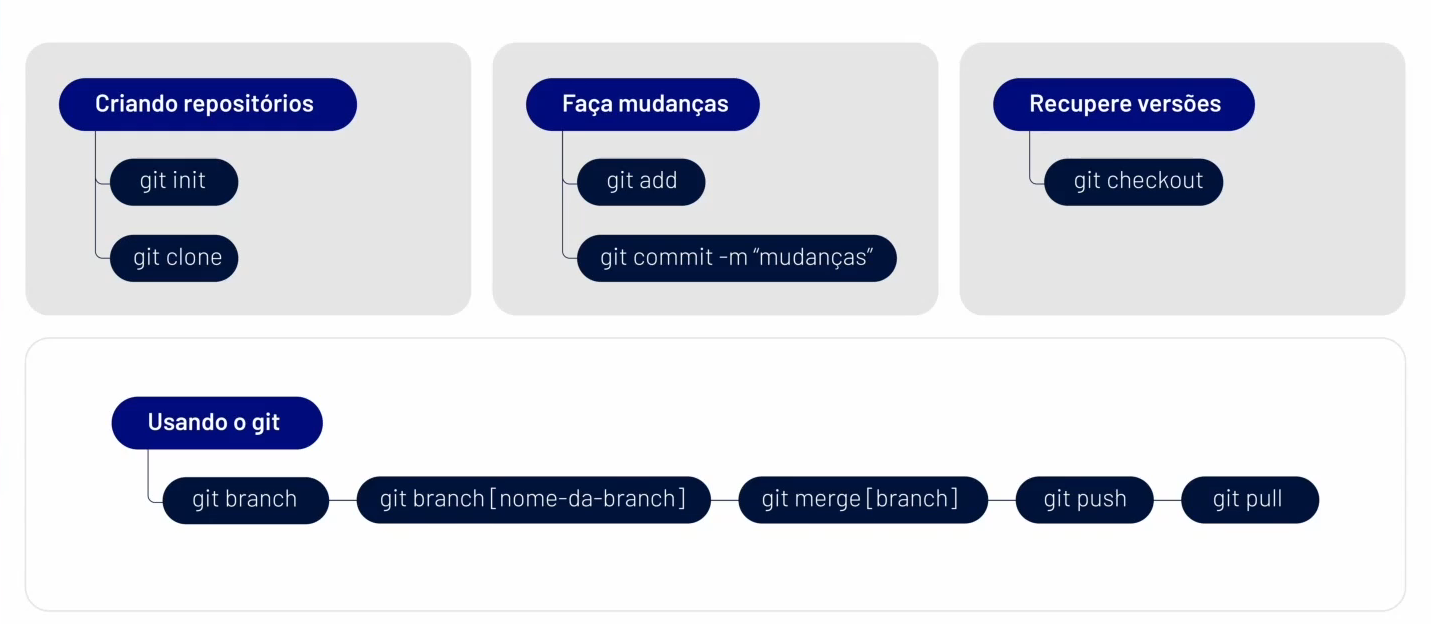 Criando repositórios
git init
git clone
Faça mudanças
git add
git commit -m “mudanças”
Recupere versões
git checkout
Usando o git
git branch
git branch [nome-da-branch]
git merge [branch]
git push
git pull